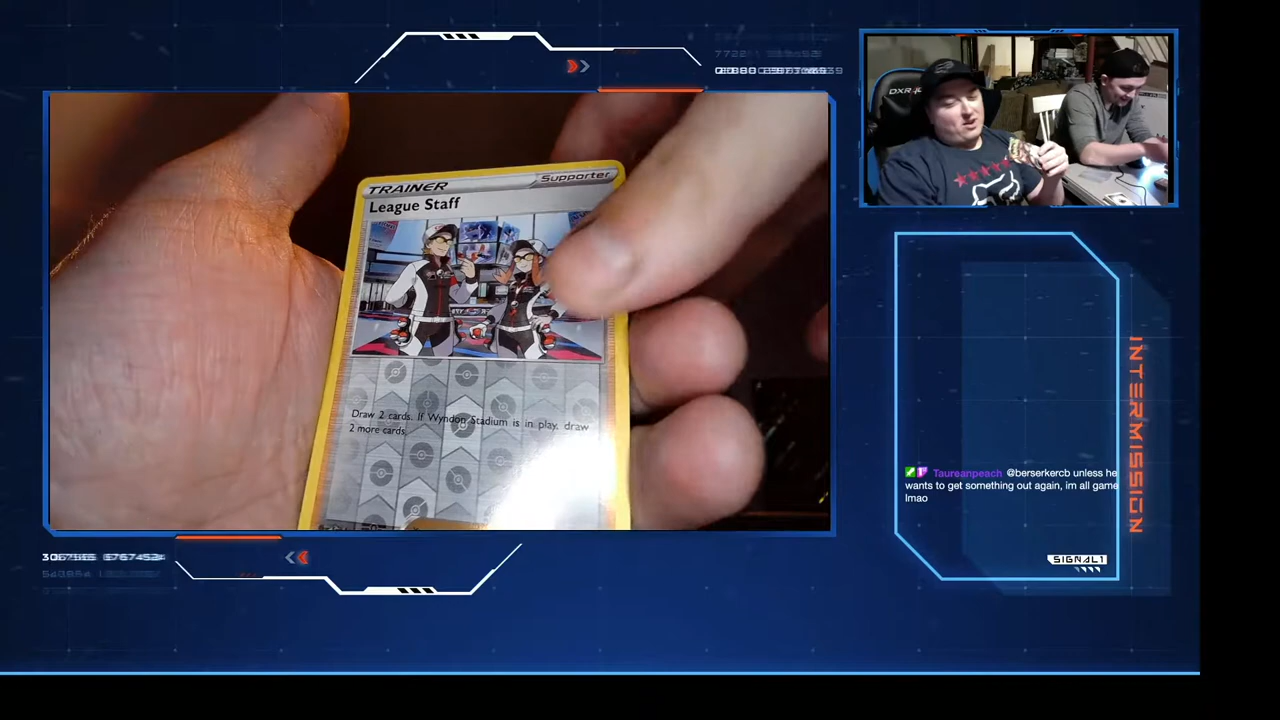 DXR
TRAINER
Supporter
League Staff
Draw 2 cards. If Wyndon Stadium is in play, draw
2 more cards.
INTERMISSION
Taureanpeach @berserkercb unless he
wants to get something out again, im all game
lmao
SIGNAL1